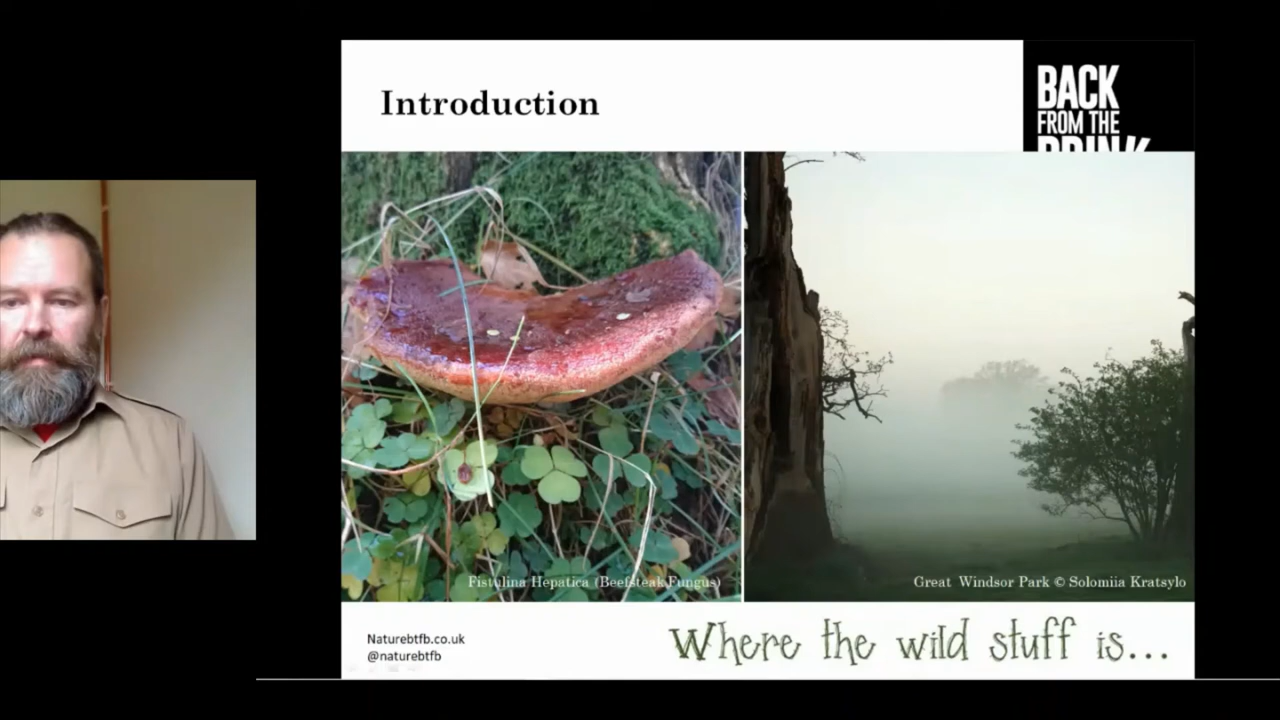 Introduction
BACK
FROM THE
BRINK
Fistulina Hepatica (Beefsteak Fungus)
Great Windsor Park © Solomiia Kratsylo
Naturebtfb.co.uk
@naturebtfb
Where the wild stuff is...